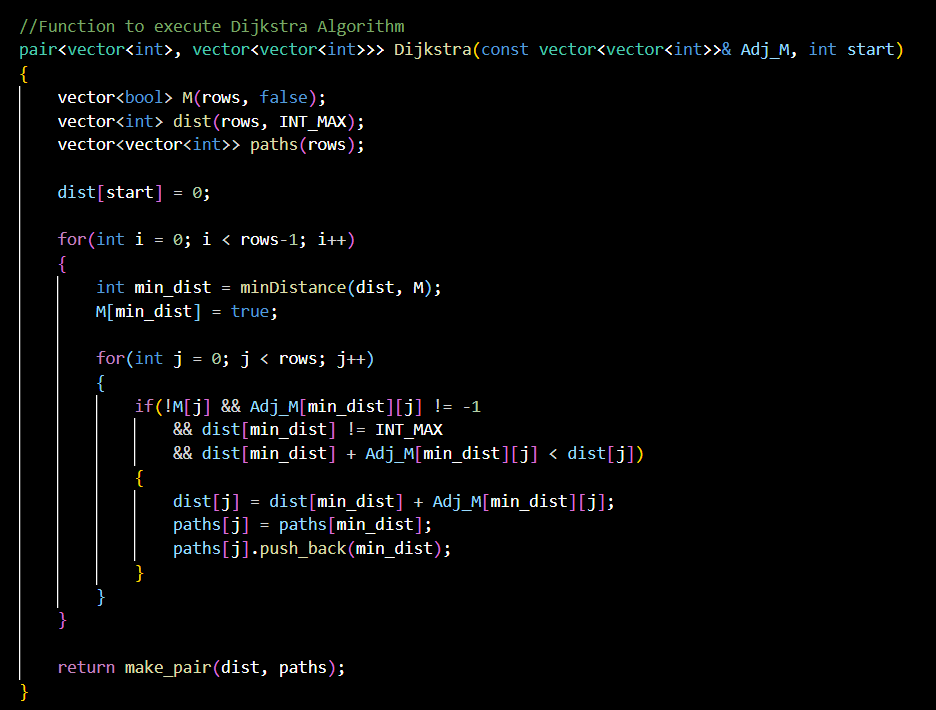 //Function to execute Dijkstra Algorithm
pair<vector<int>, vector<vector<int>>> Dijkstra(const vector<vector<int>>& Adj_M, int start)
{
    vector<bool> M(rows, false);
    vector<int> dist(rows, INT_MAX);
    vector<vector<int>> paths(rows);

    dist[start] = 0;

    for(int i = 0; i < rows-1; i++)
    {
        int min_dist = minDistance(dist, M);
        M[min_dist] = true;

        for(int j = 0; j < rows; j++)
        {
            if(!M[j] && Adj_M[min_dist][j] != -1
                && dist[min_dist] != INT_MAX
                && dist[min_dist] + Adj_M[min_dist][j] < dist[j])
            {
                dist[j] = dist[min_dist] + Adj_M[min_dist][j];
                paths[j] = paths[min_dist];
                paths[j].push_back(min_dist);
            }
        }
    }

    return make_pair(dist, paths);
}